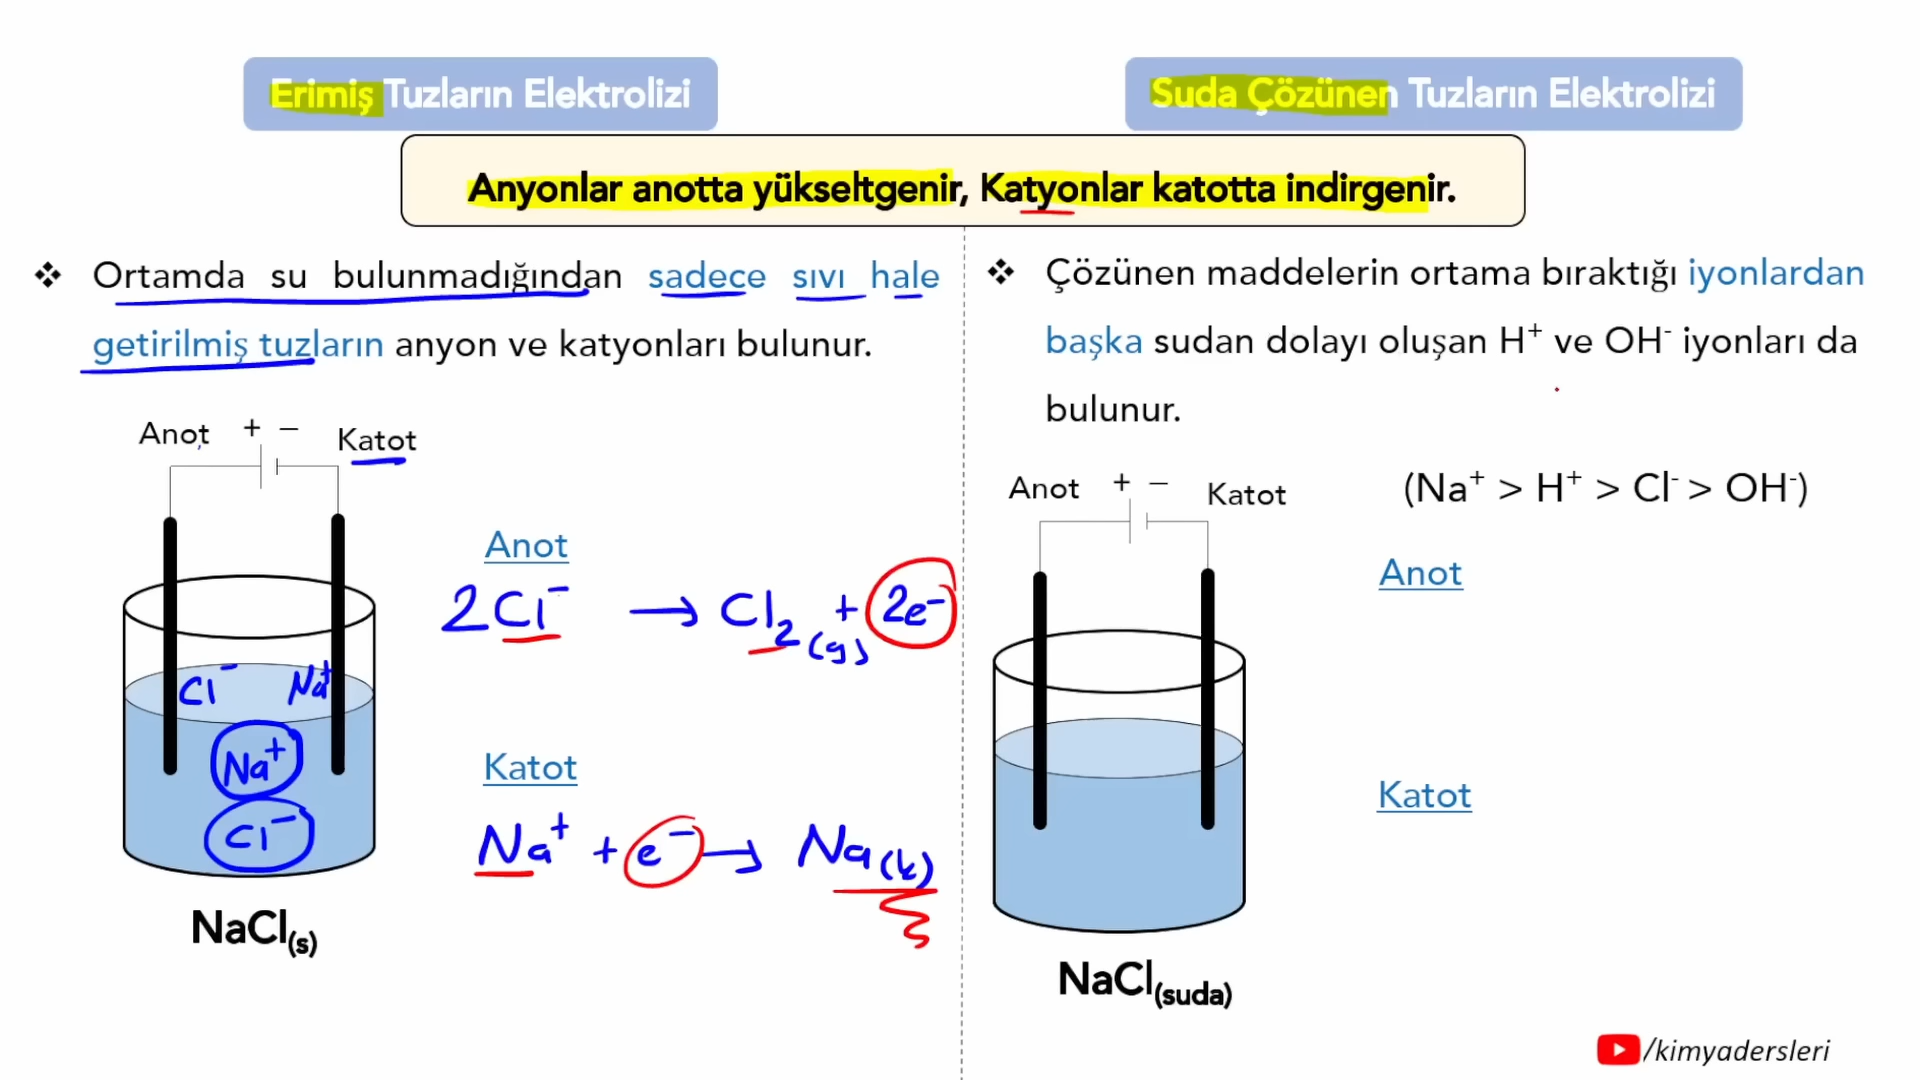 Erimiş Tuzların Elektrolizi
Suda Çözünen Tuzların Elektrolizi
Anyonlar anotta yükseltgenir, Katyonlar katotta indirgenir.
❖ Ortamda su bulunmadığından sadece sıvı hale
getirilmiş tuzların anyon ve katyonları bulunur.
Anot + − Katot
Anot
2Cl⁻ → Cl₂(g) + 2e⁻
Cl⁻ Na⁺
Na⁺
Cl⁻
Katot
Na⁺ + e⁻ → Na(k)
NaCl(s)
❖ Çözünen maddelerin ortama bıraktığı iyonlardan
başka sudan dolayı oluşan H⁺ ve OH⁻ iyonları da
bulunur.
Anot + − Katot
(Na⁺ > H⁺ > Cl⁻ > OH⁻)
Anot
Katot
NaCl(suda)
/kimyadersleri